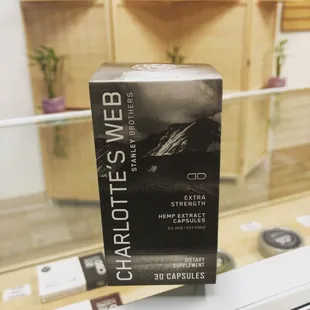 CHARLOTTE'S WEB
STANLEY BROTHERS
EXTRA
STRENGTH
HEMP EXTRACT
CAPSULES
DIETARY
SUPPLEMENT
30 CAPSULES